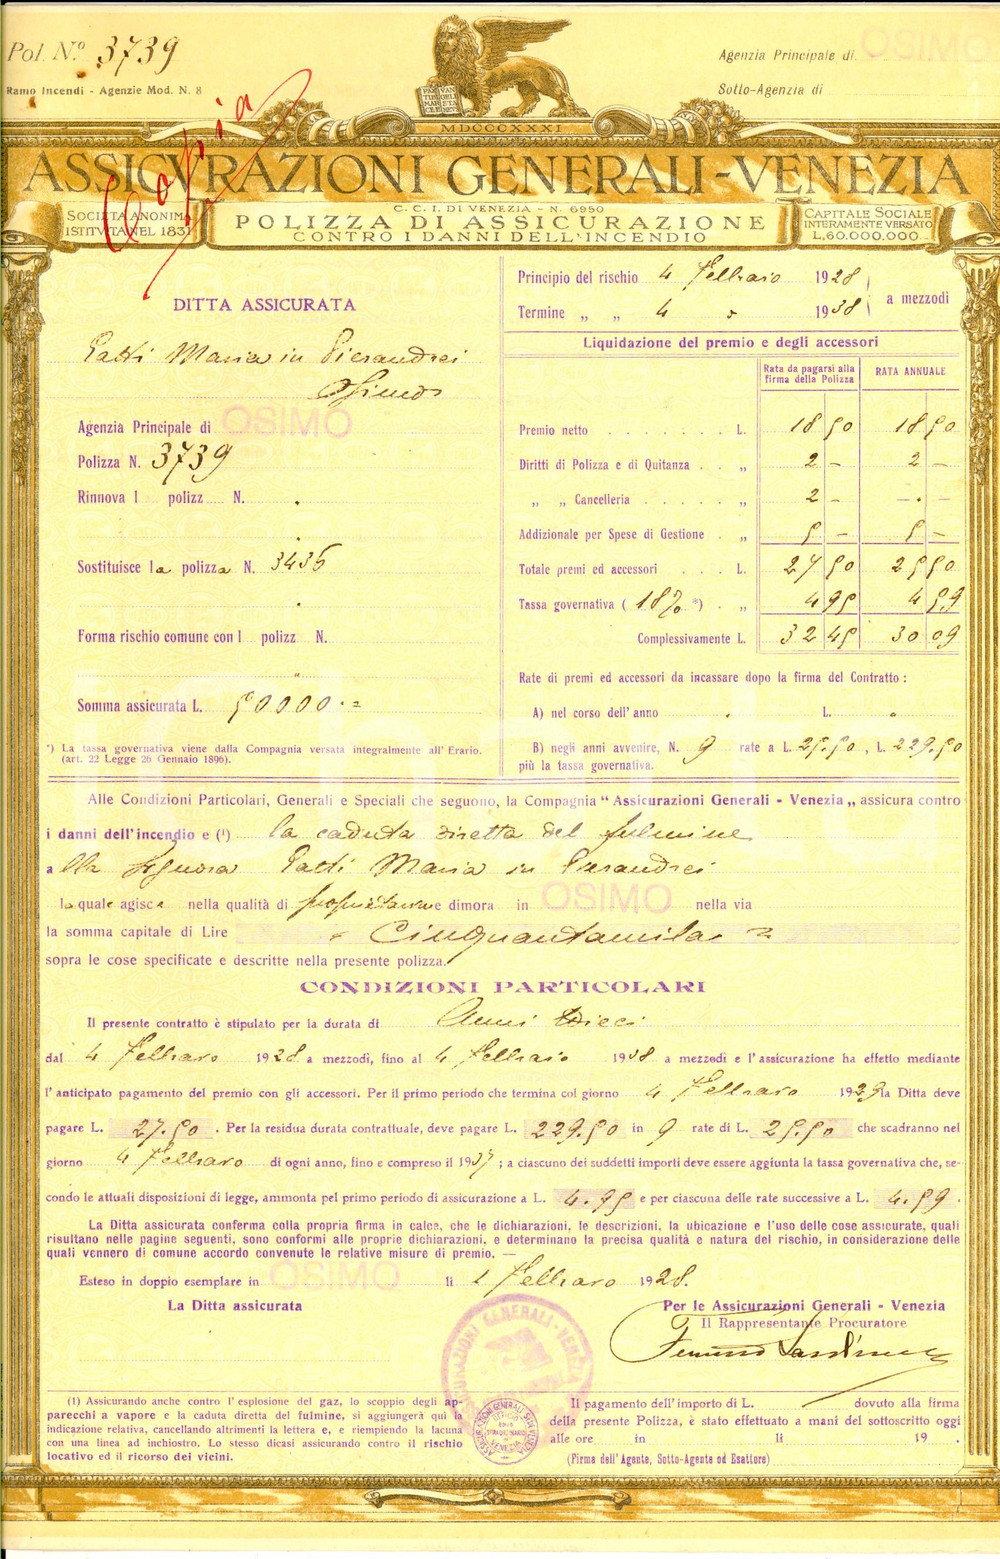 Pol. N.º 3739
Ramo Incendi - Agenzie Mod. N. 8
Copia
Agenzia Principale di OSIMO
Sotto-Agenzia di
MDCCCXXXI
ASSICVRAZIONI GENERALI-VENEZIA
SOCIETÀ ANONIMA
ISTITVITA NEL 1831
C. C. I. DI VENEZIA - N. 6950
POLIZZA DI ASSICURAZIONE
CONTRO I DANNI DELL'INCENDIO
CAPITALE SOCIALE
INTERAMENTE VERSATO
L. 60.000.000
DITTA ASSICURATA
Gatti Maria in Pierandrei
Osimo
Agenzia Principale di OSIMO
Polizza N. 3739
Rinnova l polizz N.
Sostituisce la polizza N. 3435
Forma rischio comune con l polizz N.
Somma assicurata L. 50000.=
*) La tassa governativa viene dalla Compagnia versata integralmente all' Erario.
(art. 22 Legge 26 Gennaio 1896).
Principio del rischio 4 Febbraio 1928
Termine „ „ 4 „ 1938
a mezzodì
Liquidazione del premio e degli accessori
Rata da pagarsi alla firma della Polizza RATA ANNUALE
Premio netto L. 18 50 18 50
Diritti di Polizza e di Quitanza „ 2 - 2 -
„ „ Cancelleria „ 2 - - . -
Addizionale per Spese di Gestione „ 5 - 5 -
Totale premi ed accessori L. 27 50 25 50
Tassa governativa ( 18% *) „ 4 95 4 59
Complessivamente L. 32 45 30 09
Rate di premi ed accessori da incassare dopo la firma del Contratto :
A) nel corso dell' anno L.
B) negli anni avvenire, N. 9 rate a L. 25.50 , L. 229.50
più la tassa governativa.
Alle Condizioni Particolari, Generali e Speciali che seguono, la Compagnia “ Assicurazioni Generali - Venezia „ assicura contro
i danni dell'incendio e (¹) la caduta diretta del fulmine
alla Signora Gatti Maria in Pierandrei
la quale agisce nella qualità di proprietaria e dimora in OSIMO nella via
la somma capitale di Lire Cinquantamila =
sopra le cose specificate e descritte nella presente polizza.
CONDIZIONI PARTICOLARI
Il presente contratto è stipulato per la durata di Anni Dieci
dal 4 Febbraio 1928 a mezzodì, fino al 4 Febbraio 1938 a mezzodì e l'assicurazione ha effetto mediante
l'anticipato pagamento del premio con gli accessori. Per il primo periodo che termina col giorno 4 Febbraio 1929 la Ditta deve
pagare L. 27.50 . Per la residua durata contrattuale, deve pagare L. 229.50 in 9 rate di L. 25.50 che scadranno nel
giorno 4 Febbraio di ogni anno, fino e compreso il 1937 ; a ciascuno dei suddetti importi deve essere aggiunta la tassa governativa che, se-
condo le attuali disposizioni di legge, ammonta pel primo periodo di assicurazione a L. 4.95 e per ciascuna delle rate successive a L. 4.59 .
La Ditta assicurata conferma colla propria firma in calce, che le dichiarazioni, le descrizioni, la ubicazione e l'uso delle cose assicurate, quali
risultano nelle pagine seguenti, sono conformi alle proprie dichiarazioni, e determinano la precisa qualità e natura del rischio, in considerazione delle
quali vennero di comune accordo convenute le relative misure di premio. —
Esteso in doppio esemplare in OSIMO lì 1 Febbraio 1928.
La Ditta assicurata
Per le Assicurazioni Generali - Venezia
Il Rappresentante Procuratore
ASSICURAZIONI GENERALI - VENEZIA
(1) Assicurando anche contro l' esplosione del gaz, lo scoppio degli ap-
parecchi a vapore e la caduta diretta del fulmine, si aggiungerà qui la
indicazione relativa, cancellando altrimenti la lettera e, e riempiendo la lacuna
con una linea ad inchiostro. Lo stesso dicasi assicurando contro il rischio
locativo ed il ricorso dei vicini.
Il pagamento dell'importo di L. dovuto alla firma
della presente Polizza, è stato effettuato a mani del sottoscritto oggi
alle ore in lì 19 .
(Firma dell'Agente, Sotto-Agente od Esattore)